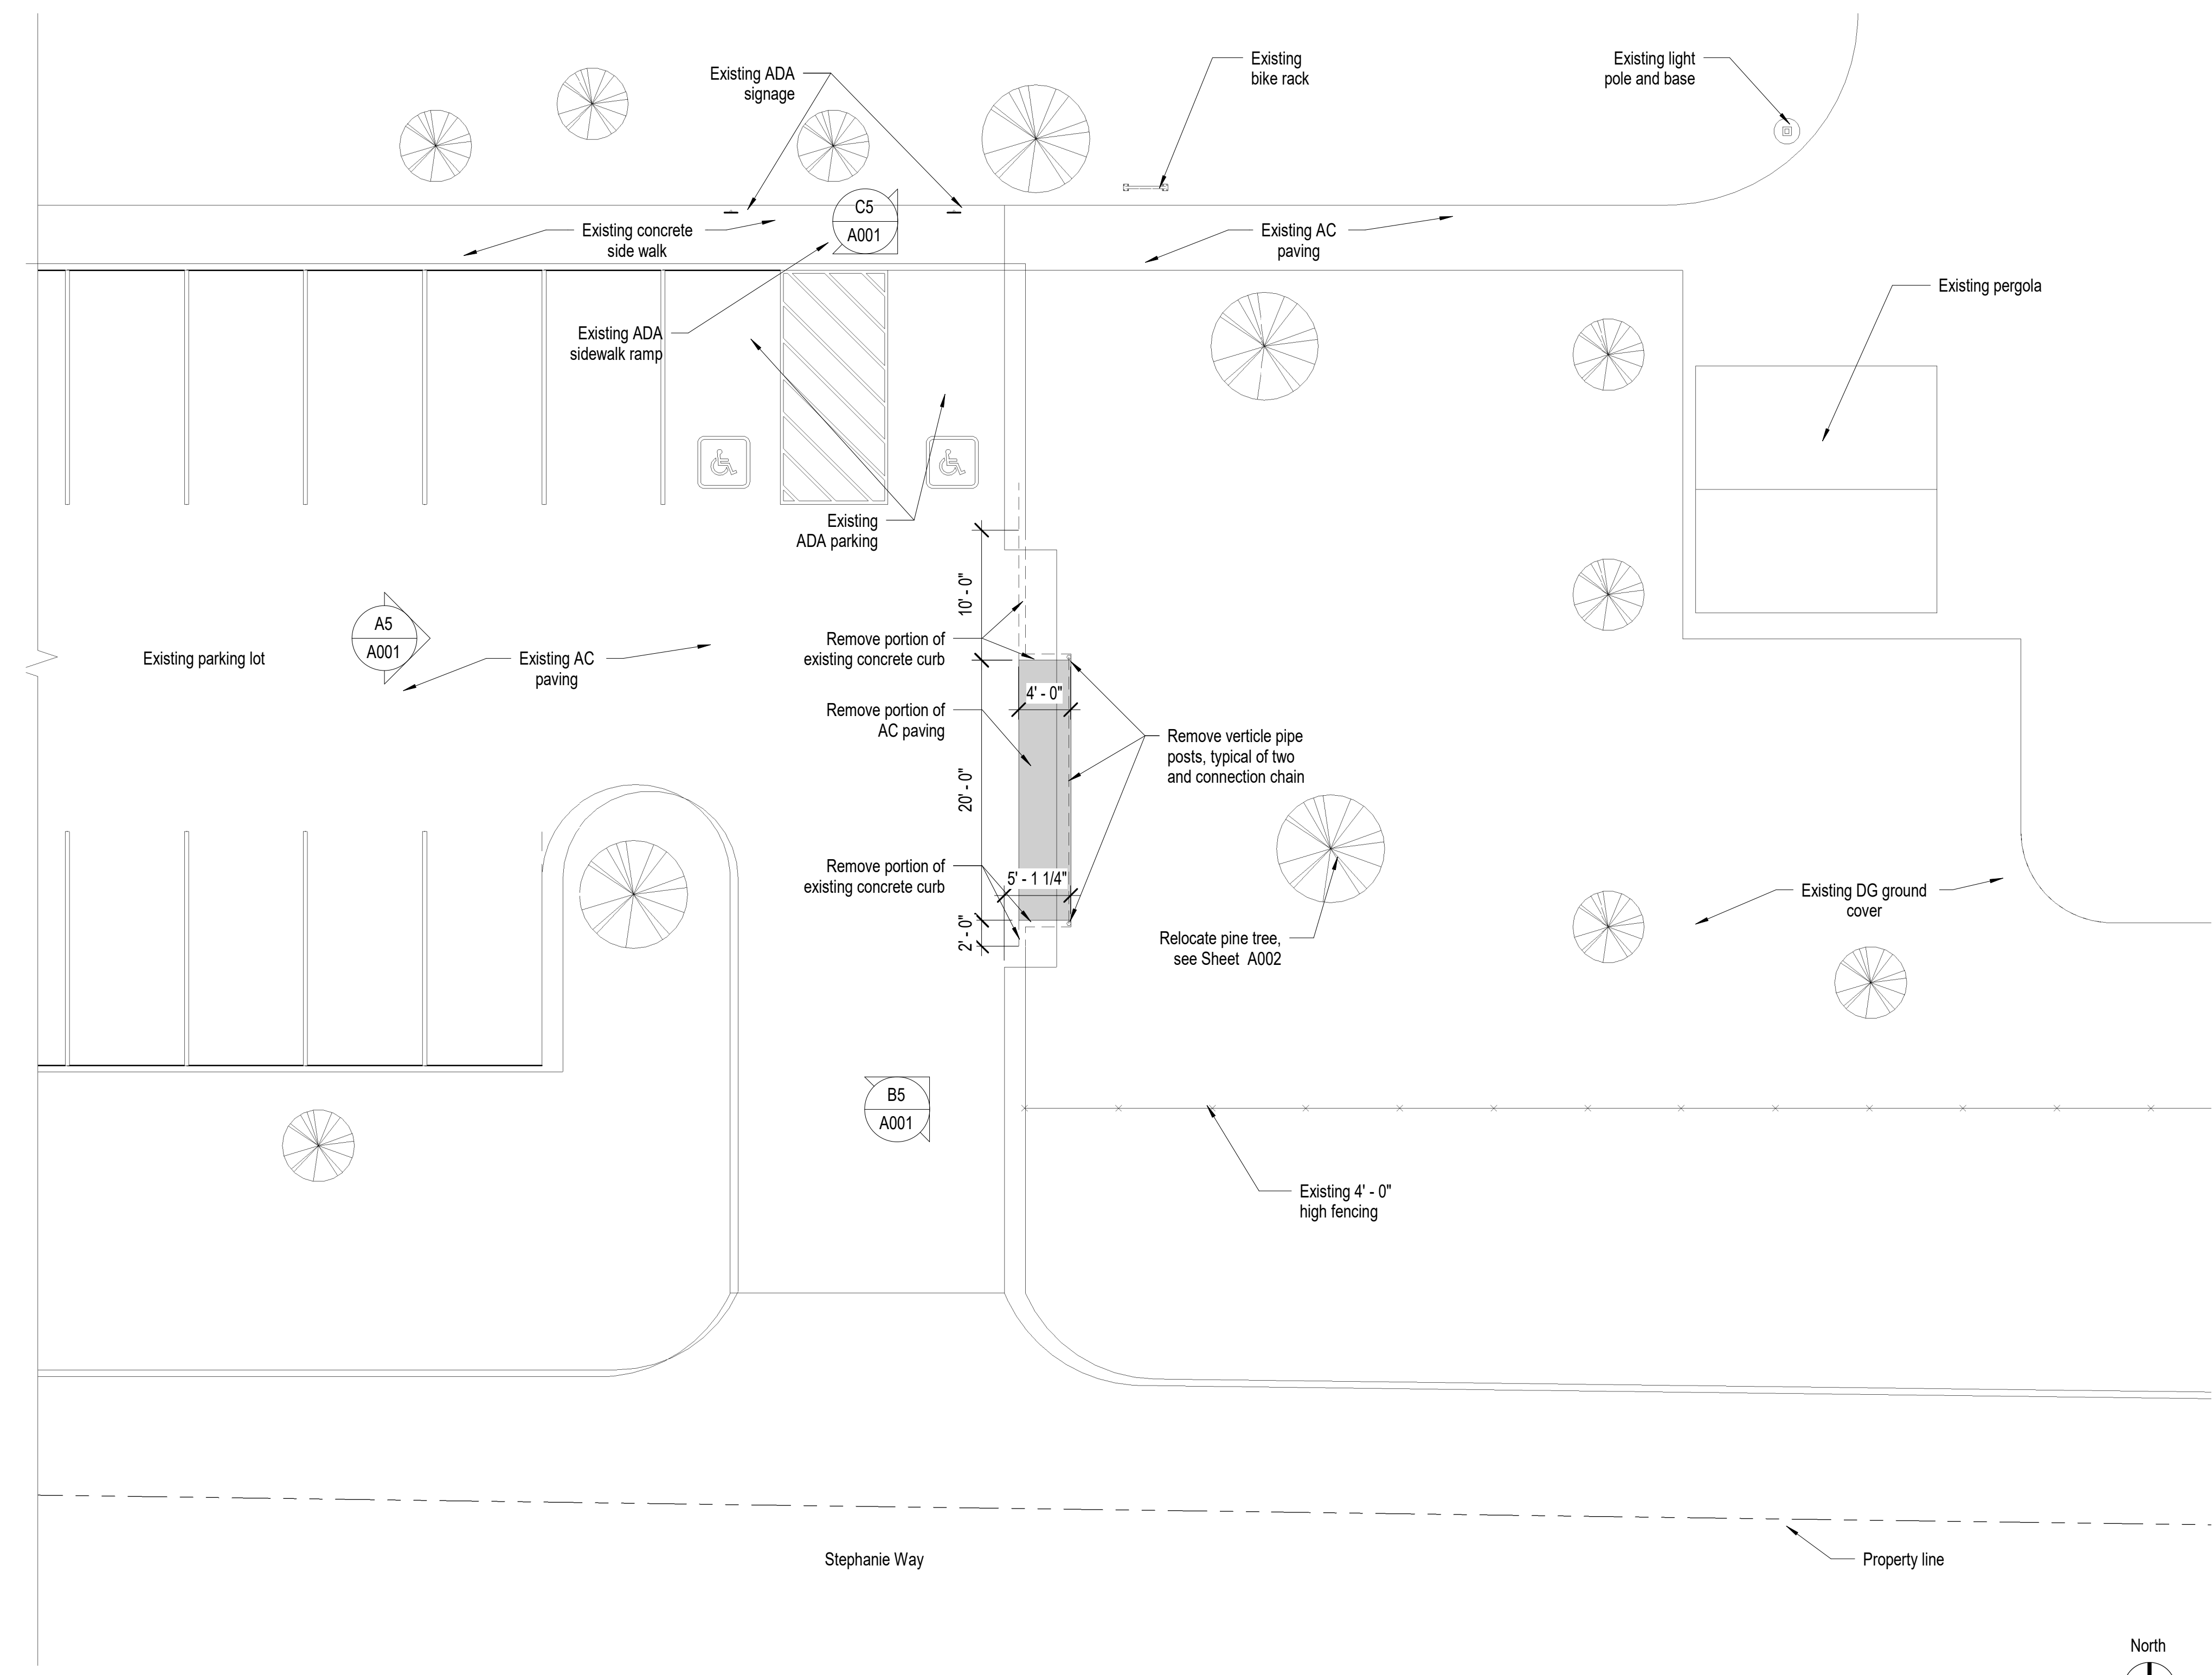 Existing ADA
signage
Existing
bike rack
Existing light
pole and base
C5
A001
Existing concrete
side walk
Existing AC
paving
Existing pergola
Existing ADA
sidewalk ramp
Existing
ADA parking
10' - 0"
A5
A001
Existing parking lot
Existing AC
paving
Remove portion of
existing concrete curb
4' - 0"
Remove portion of
AC paving
Remove verticle pipe
posts, typical of two
and connection chain
20' - 0"
Remove portion of
existing concrete curb
5' - 1 1/4"
2' - 0"
Relocate pine tree,
see Sheet A002
Existing DG ground
cover
B5
A001
Existing 4' - 0"
high fencing
Stephanie Way
Property line
North